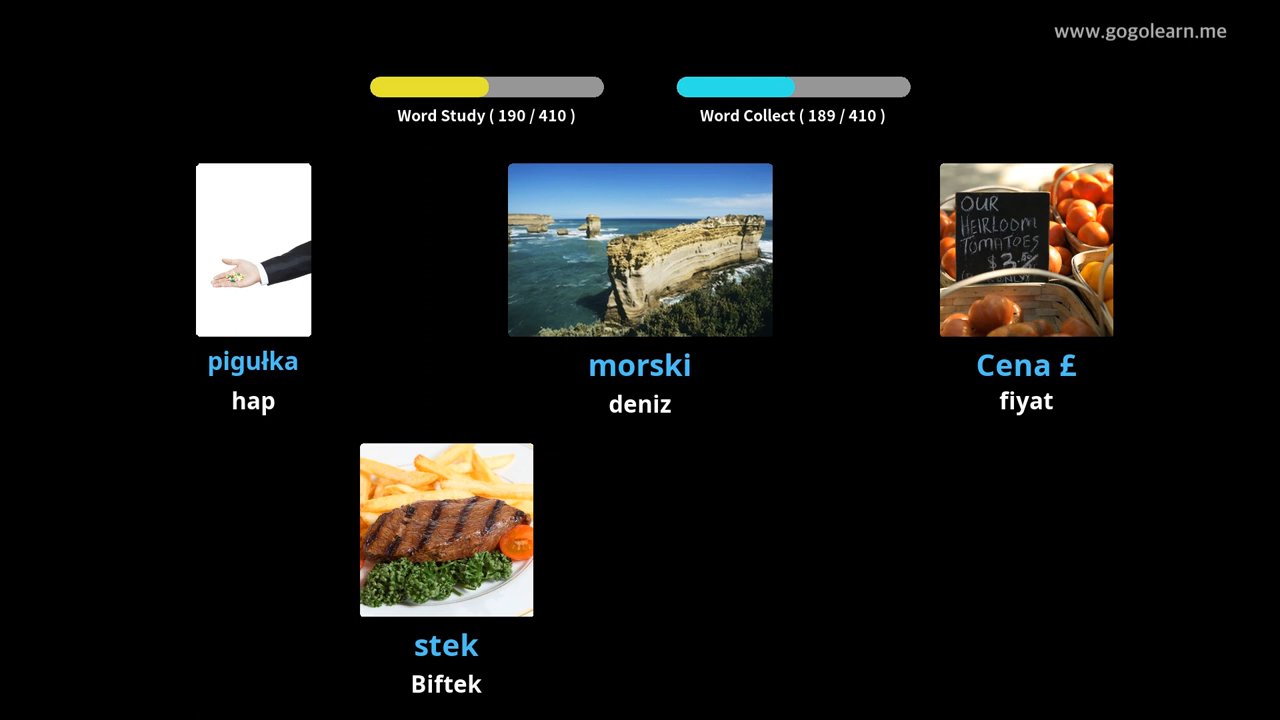 www.gogolearn.me
Word Study ( 190 / 410 )
Word Collect ( 189 / 410 )
OUR
HEIRLOOM
TOMATOES
pigułka
hap
morski
deniz
Cena £
fiyat
stek
Biftek